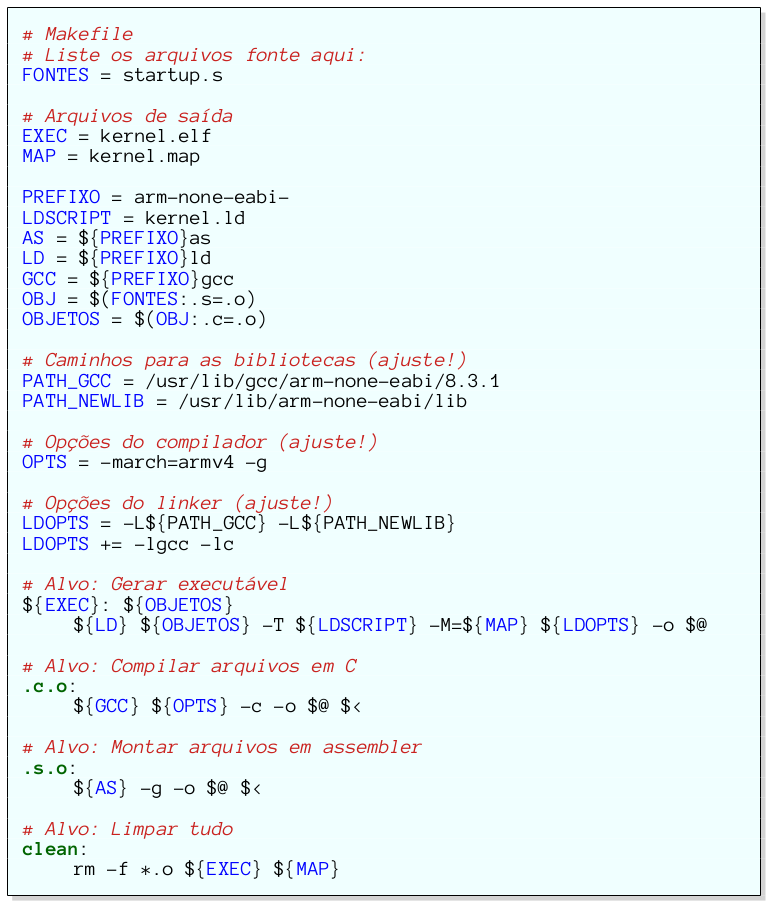 # Makefile
# Liste os arquivos fonte aqui:
FONTES = startup.s

# Arquivos de saída
EXEC = kernel.elf
MAP = kernel.map

PREFIXO = arm-none-eabi-
LDSCRIPT = kernel.ld
AS = ${PREFIXO}as
LD = ${PREFIXO}ld
GCC = ${PREFIXO}gcc
OBJ = $(FONTES:.s=.o)
OBJETOS = $(OBJ:.c=.o)

# Caminhos para as bibliotecas (ajuste!)
PATH_GCC = /usr/lib/gcc/arm-none-eabi/8.3.1
PATH_NEWLIB = /usr/lib/arm-none-eabi/lib

# Opções do compilador (ajuste!)
OPTS = -march=armv4 -g

# Opções do linker (ajuste!)
LDOPTS = -L${PATH_GCC} -L${PATH_NEWLIB}
LDOPTS += -lgcc -lc

# Alvo: Gerar executável
${EXEC}: ${OBJETOS}
    ${LD} ${OBJETOS} -T ${LDSCRIPT} -M=${MAP} ${LDOPTS} -o $@

# Alvo: Compilar arquivos em C
.c.o:
    ${GCC} ${OPTS} -c -o $@ $<

# Alvo: Montar arquivos em assembler
.s.o:
    ${AS} -g -o $@ $<

# Alvo: Limpar tudo
clean:
    rm -f *.o ${EXEC} ${MAP}